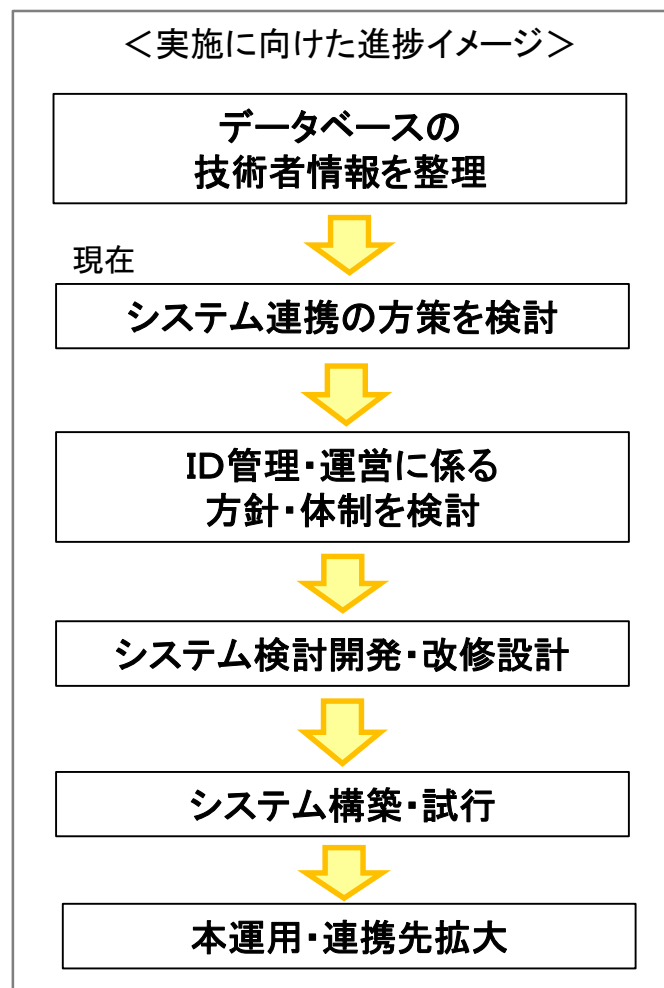 ＜実施に向けた進捗イメージ＞
データベースの
技術者情報を整理
現在
システム連携の方策を検討
ID管理・運営に係る
方針・体制を検討
システム検討開発・改修設計
システム構築・試行
本運用・連携先拡大